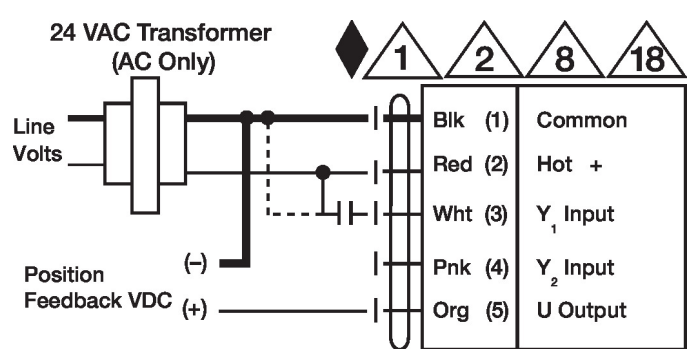 24 VAC Transformer
(AC Only)
1 2 8 18
Line
Volts
Blk (1) Common
Red (2) Hot +
Wht (3) Y1 Input
Pnk (4) Y2 Input
Org (5) U Output
(–)
Position
Feedback VDC (+)